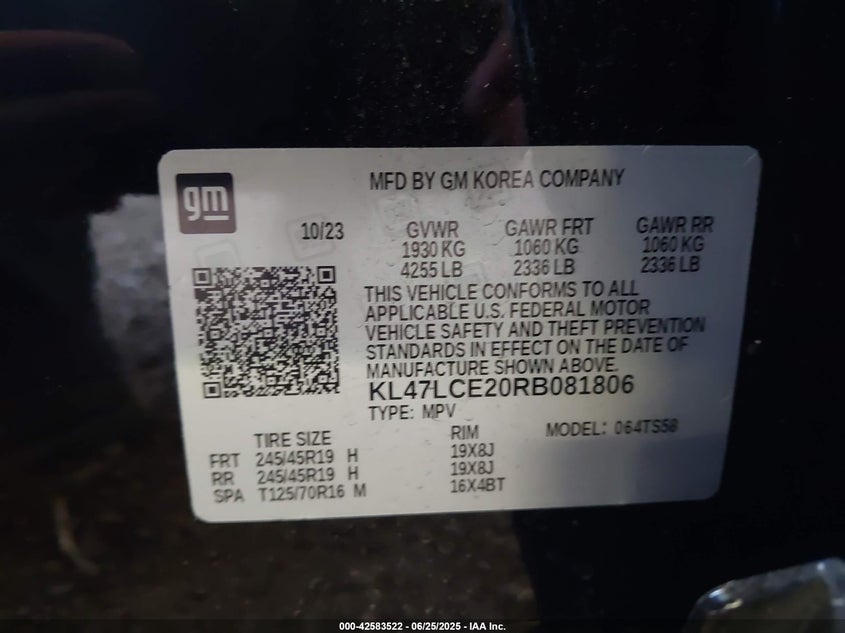 gm
MFD BY GM KOREA COMPANY
10/23
GVWR GAWR FRT GAWR RR
1930 KG 1060 KG 1060 KG
4255 LB 2336 LB 2336 LB
THIS VEHICLE CONFORMS TO ALL
APPLICABLE U.S. FEDERAL MOTOR
VEHICLE SAFETY AND THEFT PREVENTION
STANDARDS IN EFFECT ON THE DATE OF
MANUFACTURE SHOWN ABOVE.
KL47LCE20RB081806
TYPE: MPV
MODEL: 064TS58
TIRE SIZE RIM
FRT 245/45R19 H 19X8J
RR 245/45R19 H 19X8J
SPA T125/70R16 M 16X4BT
000-42583522 - 06/25/2025 - IAA Inc.